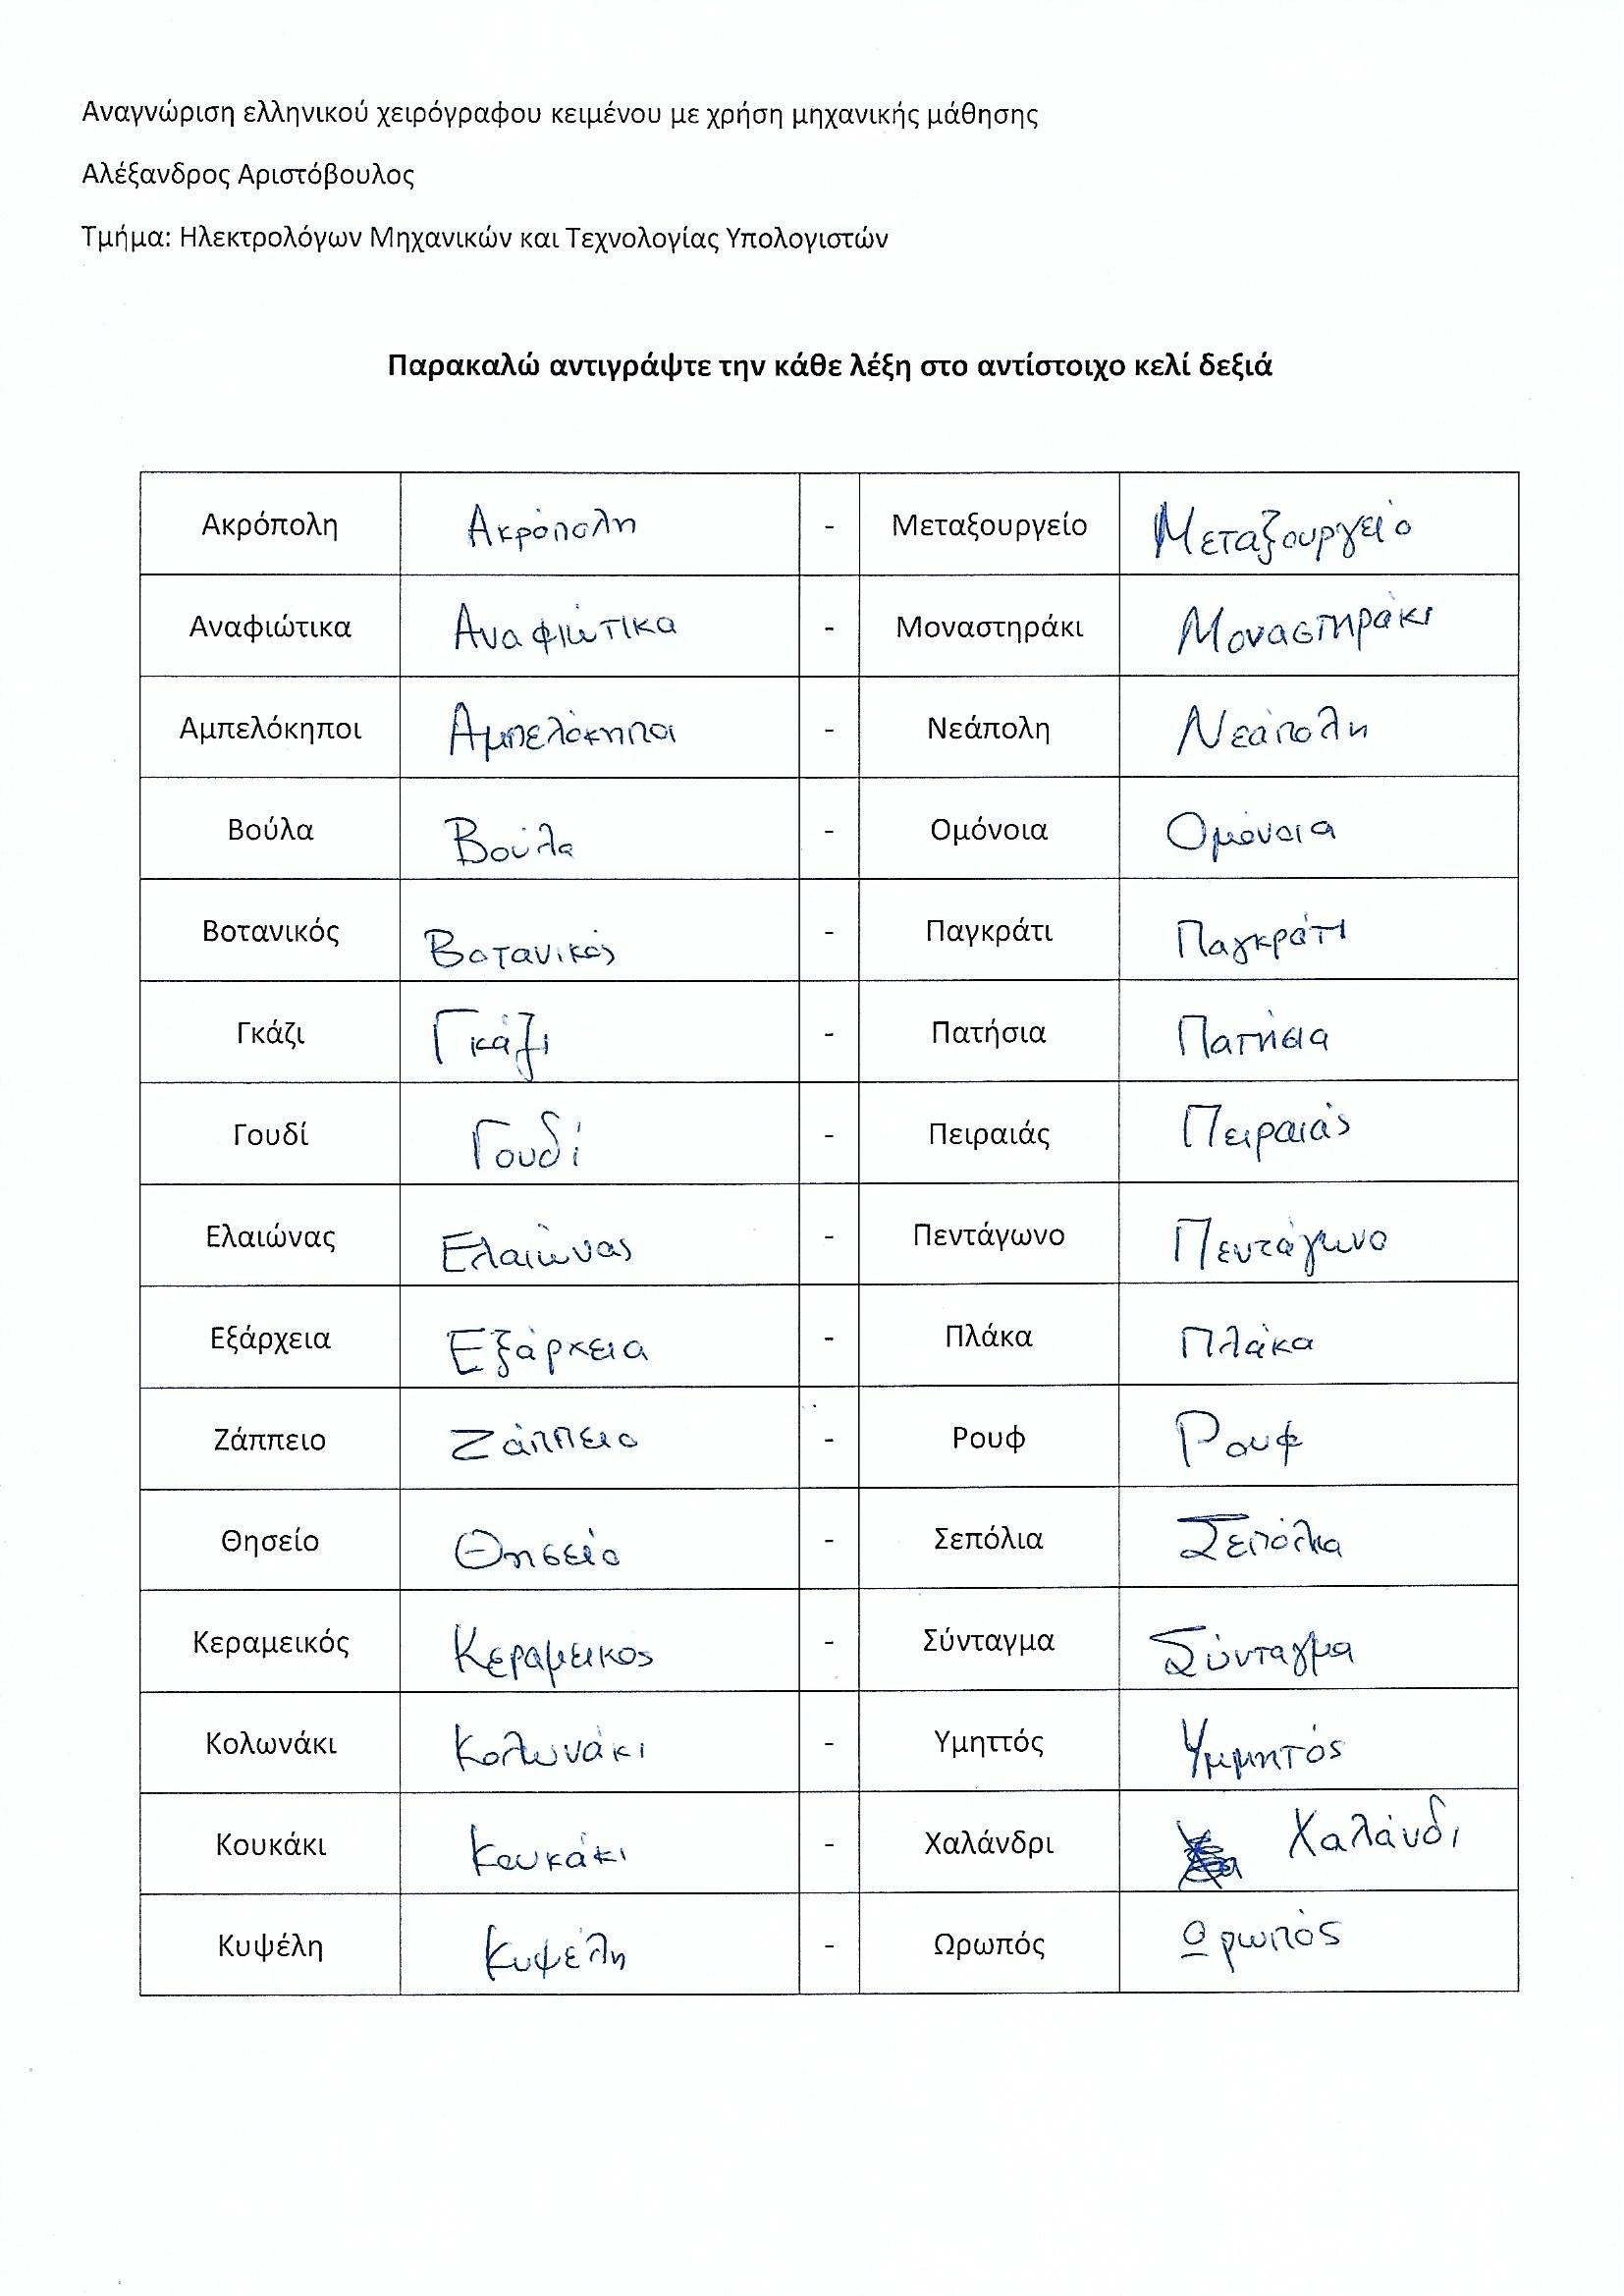 Αναγνώριση ελληνικού χειρόγραφου κειμένου με χρήση μηχανικής μάθησης
Αλέξανδρος Αριστόβουλος
Τμήμα: Ηλεκτρολόγων Μηχανικών και Τεχνολογίας Υπολογιστών
Παρακαλώ αντιγράψτε την κάθε λέξη στο αντίστοιχο κελί δεξιά
Ακρόπολη Ακρόπολη - Μεταξουργείο Μεταξουργείο
Αναφιώτικα Αναφιώτικα - Μοναστηράκι Μοναστηράκι
Αμπελόκηποι Αμπελόκηποι - Νεάπολη Νεάπολη
Βούλα Βούλα - Ομόνοια Ομόνοια
Βοτανικός Βοτανικός - Παγκράτι Παγκράτι
Γκάζι Γκάζι - Πατήσια Πατήσια
Γουδί Γουδί - Πειραιάς Πειραιάς
Ελαιώνας Ελαιώνας - Πεντάγωνο Πεντάγωνο
Εξάρχεια Εξάρχεια - Πλάκα Πλάκα
Ζάππειο Ζάππειο - Ρουφ Ρουφ
Θησείο Θησείο - Σεπόλια Σεπόλια
Κεραμεικός Κεραμεικος - Σύνταγμα Σύνταγμα
Κολωνάκι Κολωνάκι - Υμηττός Υμμητός
Κουκάκι Κουκάκι - Χαλάνδρι Χαλάνδι
Κυψέλη Κυψέλη - Ωρωπός Ωρωπός